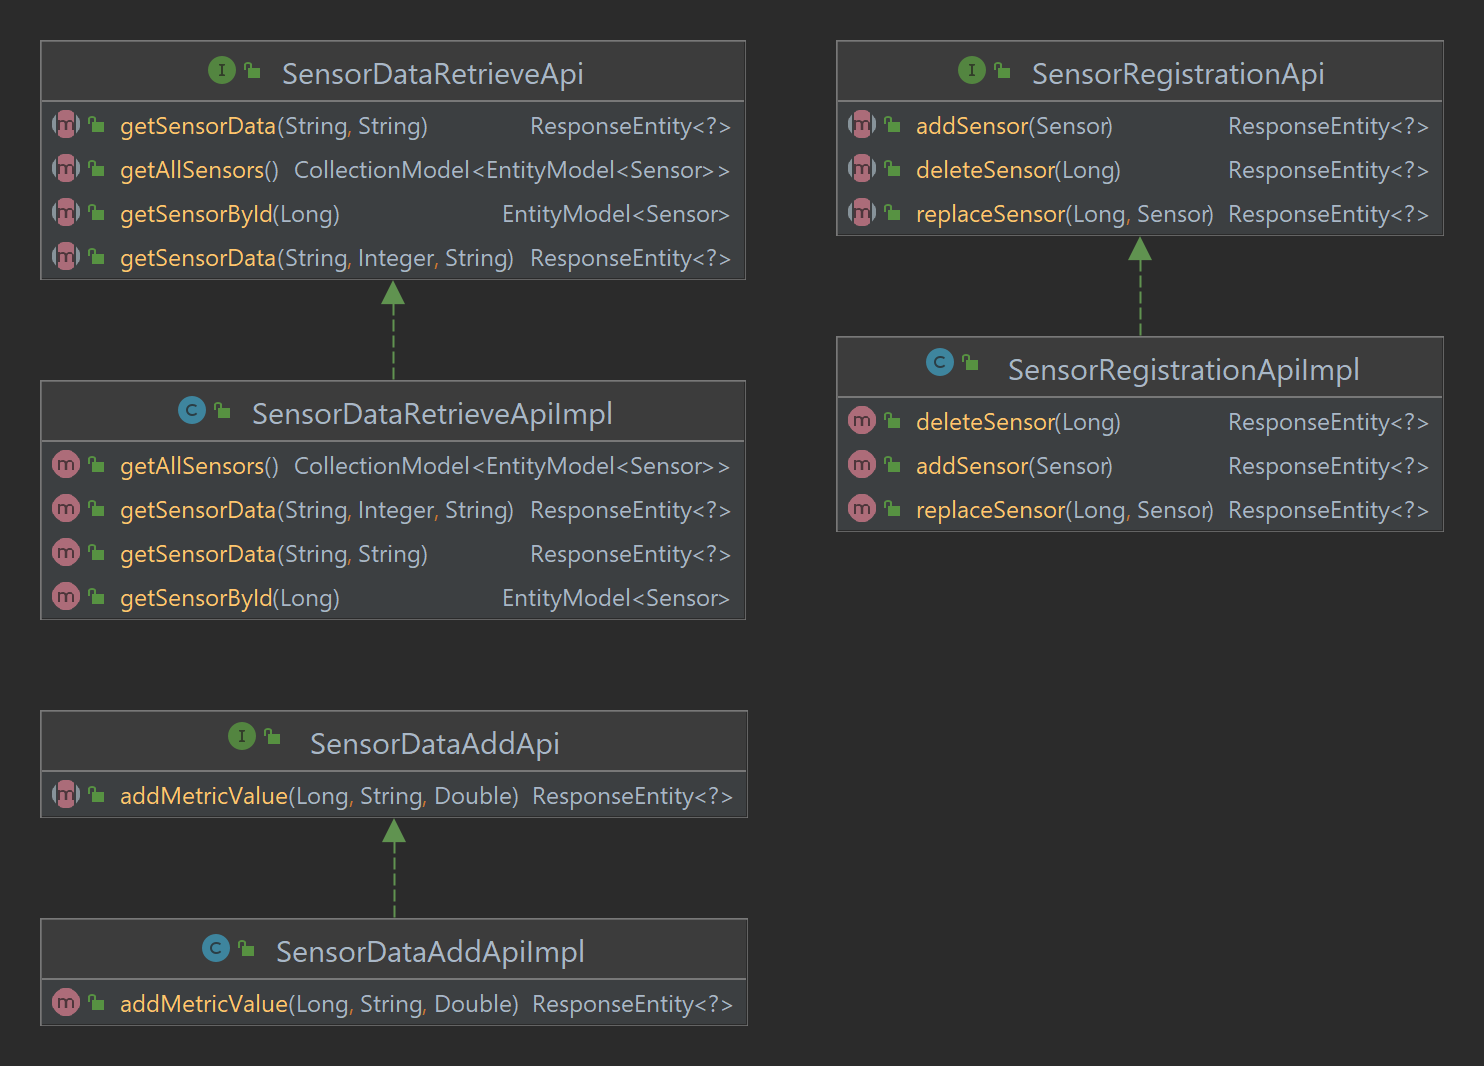 I SensorDataRetrieveApi
m getSensorData(String, String) ResponseEntity<?>
m getAllSensors() CollectionModel<EntityModel<Sensor>>
m getSensorById(Long) EntityModel<Sensor>
m getSensorData(String, Integer, String) ResponseEntity<?>
C SensorDataRetrieveApiImpl
m getAllSensors() CollectionModel<EntityModel<Sensor>>
m getSensorData(String, Integer, String) ResponseEntity<?>
m getSensorData(String, String) ResponseEntity<?>
m getSensorById(Long) EntityModel<Sensor>
I SensorDataAddApi
m addMetricValue(Long, String, Double) ResponseEntity<?>
C SensorDataAddApiImpl
m addMetricValue(Long, String, Double) ResponseEntity<?>
I SensorRegistrationApi
m addSensor(Sensor) ResponseEntity<?>
m deleteSensor(Long) ResponseEntity<?>
m replaceSensor(Long, Sensor) ResponseEntity<?>
C SensorRegistrationApiImpl
m deleteSensor(Long) ResponseEntity<?>
m addSensor(Sensor) ResponseEntity<?>
m replaceSensor(Long, Sensor) ResponseEntity<?>